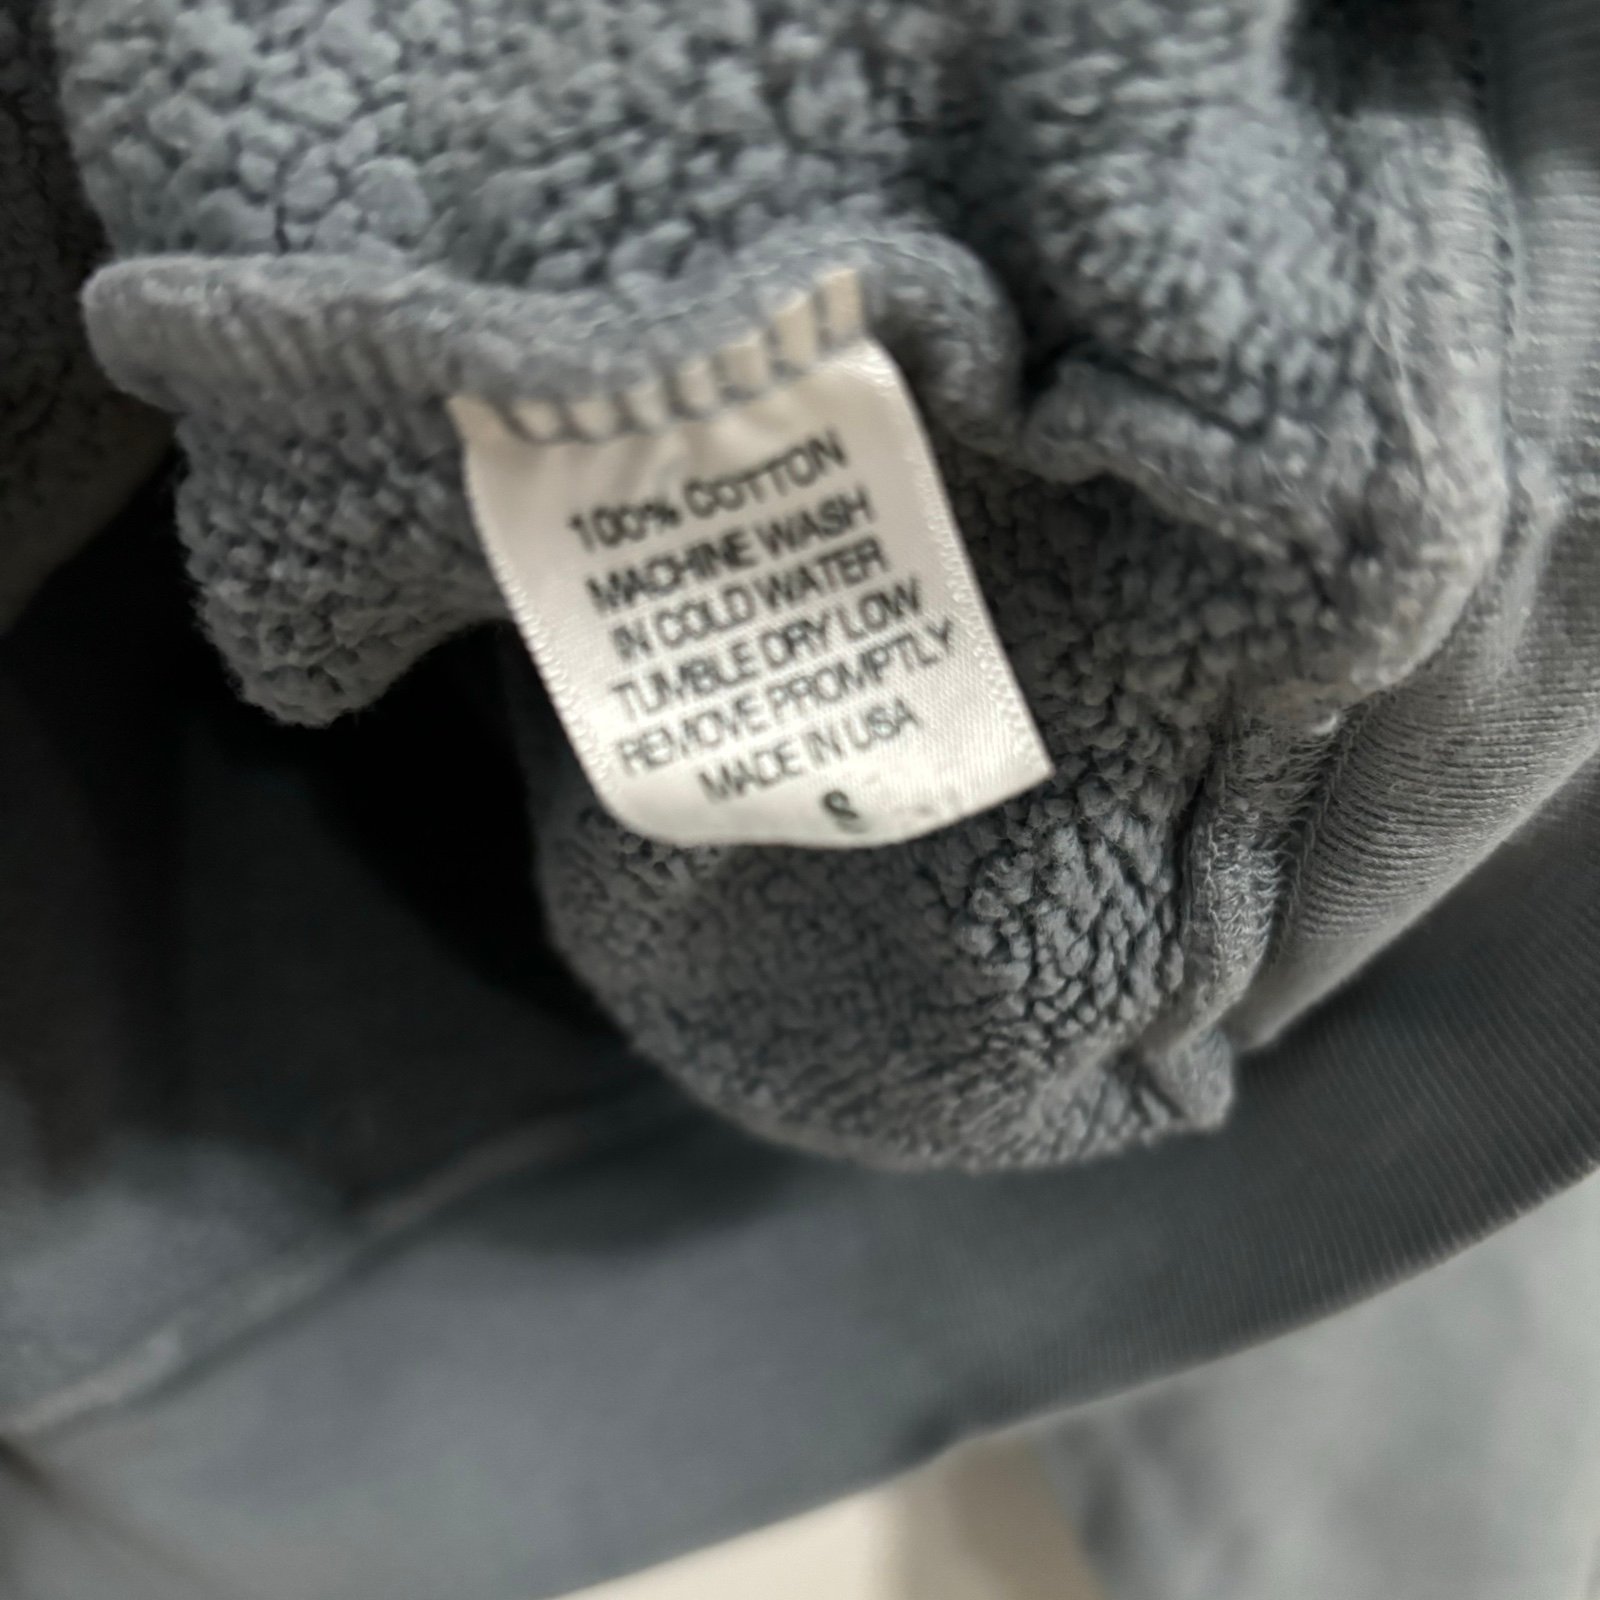 100% COTTON
MACHINE WASH
IN COLD WATER
TUMBLE DRY LOW
REMOVE PROMPTLY
MADE IN USA
S